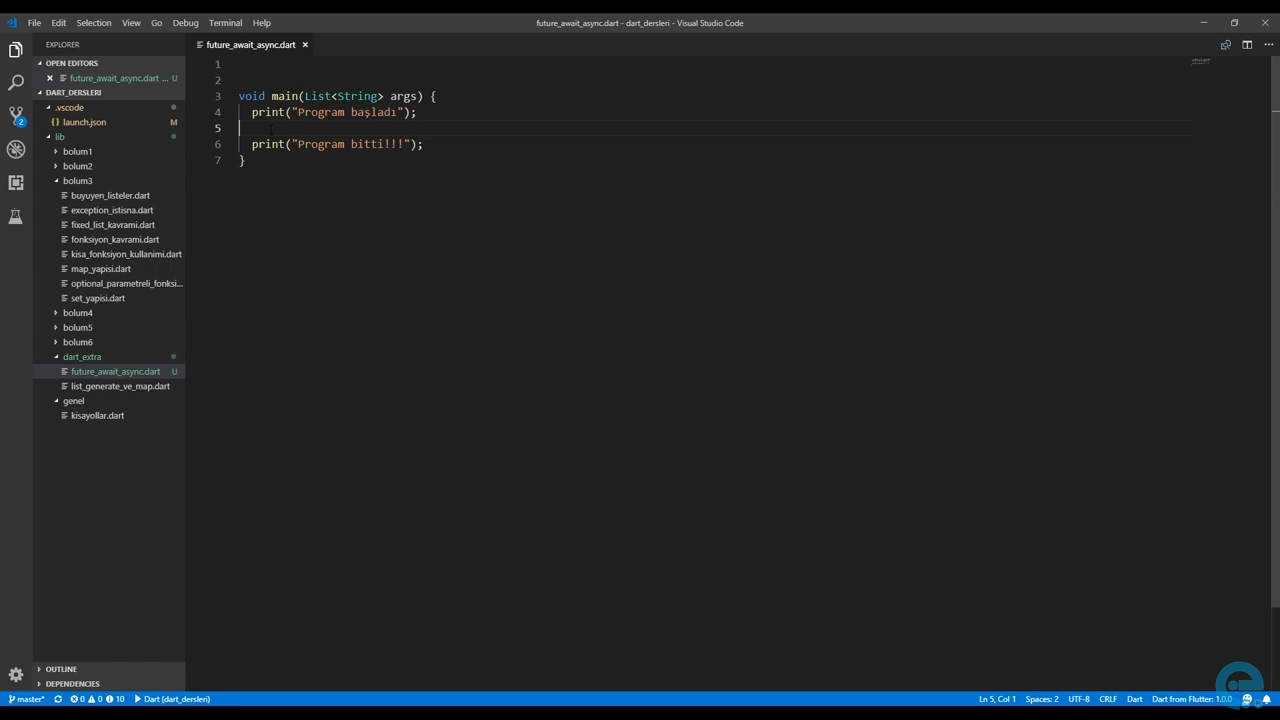 File Edit Selection View Go Debug Terminal Help
future_await_async.dart - dart_dersleri - Visual Studio Code
EXPLORER
future_await_async.dart
OPEN EDITORS
future_await_async.dart ... U
DART_DERSLERI
.vscode
launch.json M
lib
bolum1
bolum2
bolum3
buyuyen_listeler.dart
exception_istisna.dart
fixed_list_kavrami.dart
fonksiyon_kavrami.dart
kisa_fonksiyon_kullanimi.dart
map_yapisi.dart
optional_parametreli_fonksi...
set_yapisi.dart
bolum4
bolum5
bolum6
dart_extra
future_await_async.dart U
list_generate_ve_map.dart
genel
kisayollar.dart
OUTLINE
DEPENDENCIES
1
2
3 void main(List<String> args) {
4 print("Program başladı");
5
6 print("Program bitti!!!");
7 }
2
master* 0 0 10 Dart (dart_dersleri)
Ln 5, Col 1 Spaces: 2 UTF-8 CRLF Dart Dart from Flutter: 1.0.0